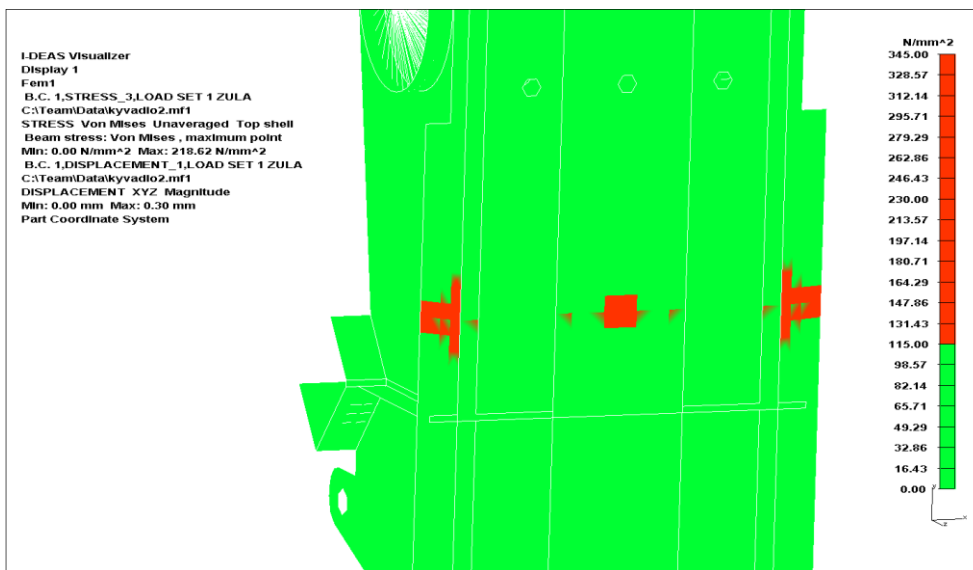 I-DEAS Visualizer
Display 1
Fem1
B.C. 1,STRESS_3,LOAD SET 1 ZULA
C:\Team\Data\kyvadlo2.mf1
STRESS Von Mises Unaveraged Top shell
Beam stress: Von Mises , maximum point
Min: 0.00 N/mm^2 Max: 218.62 N/mm^2
B.C. 1,DISPLACEMENT_1,LOAD SET 1 ZULA
C:\Team\Data\kyvadlo2.mf1
DISPLACEMENT XYZ Magnitude
Min: 0.00 mm Max: 0.30 mm
Part Coordinate System
N/mm^2
345.00
328.57
312.14
295.71
279.29
262.86
246.43
230.00
213.57
197.14
180.71
164.29
147.86
131.43
115.00
98.57
82.14
65.71
49.29
32.86
16.43
0.00
y
x
z